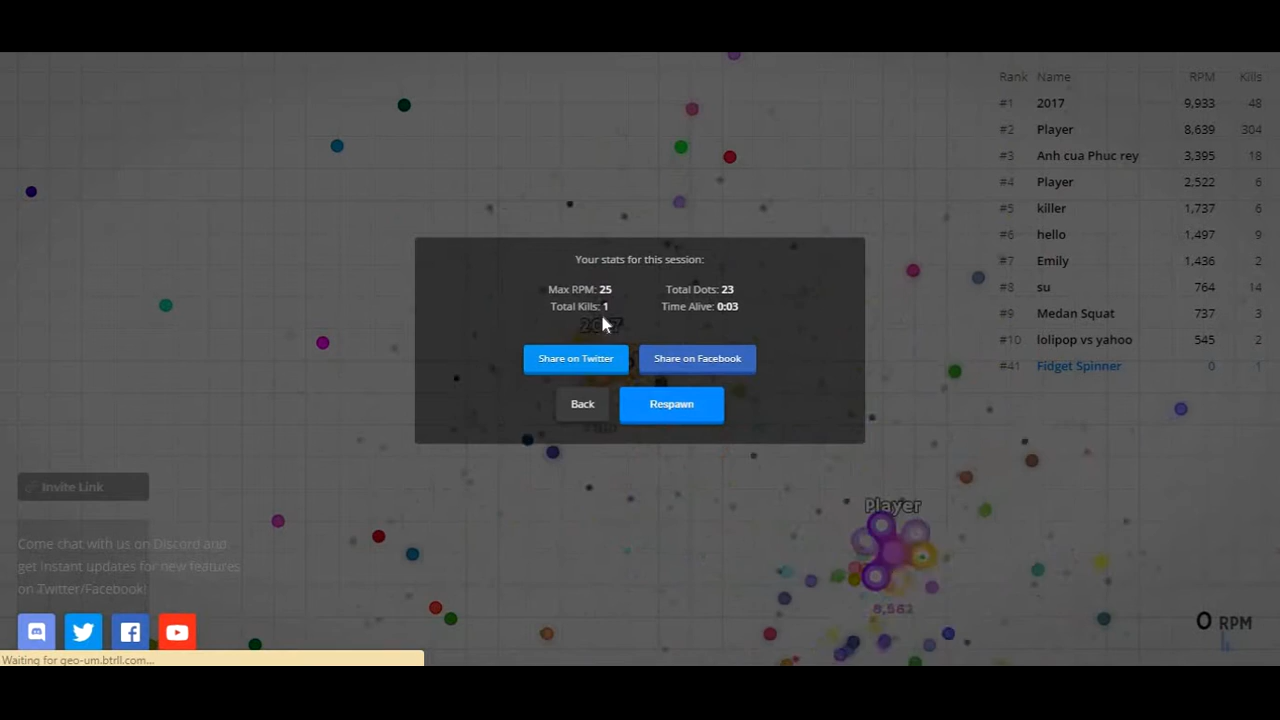 Rank Name RPM Kills
#1 2017 9,933 48
#2 Player 8,639 304
#3 Anh cua Phuc rey 3,395 18
#4 Player 2,522 6
#5 killer 1,737 6
#6 hello 1,497 9
#7 Emily 1,436 2
#8 su 764 14
#9 Medan Squat 737 3
#10 lolipop vs yahoo 545 2
#41 Fidget Spinner 0 1
Your stats for this session:
Max RPM: 25 Total Dots: 23
Total Kills: 1 Time Alive: 0:03
2017
Share on Twitter Share on Facebook
Back Respawn
Invite Link
Player
Come chat with us on Discord and
get instant updates for new features
on Twitter/Facebook!
8,562
0 RPM
Waiting for geo-um.btrll.com...